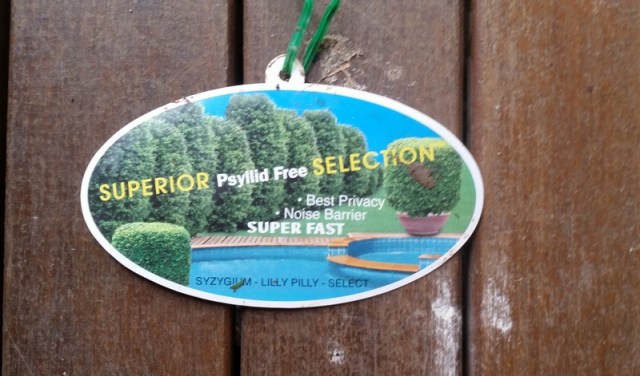 SUPERIOR Psyllid Free SELECTION
· Best Privacy
· Noise Barrier
SUPER FAST
SYZYGIUM - LILLY PILLY - SELECT